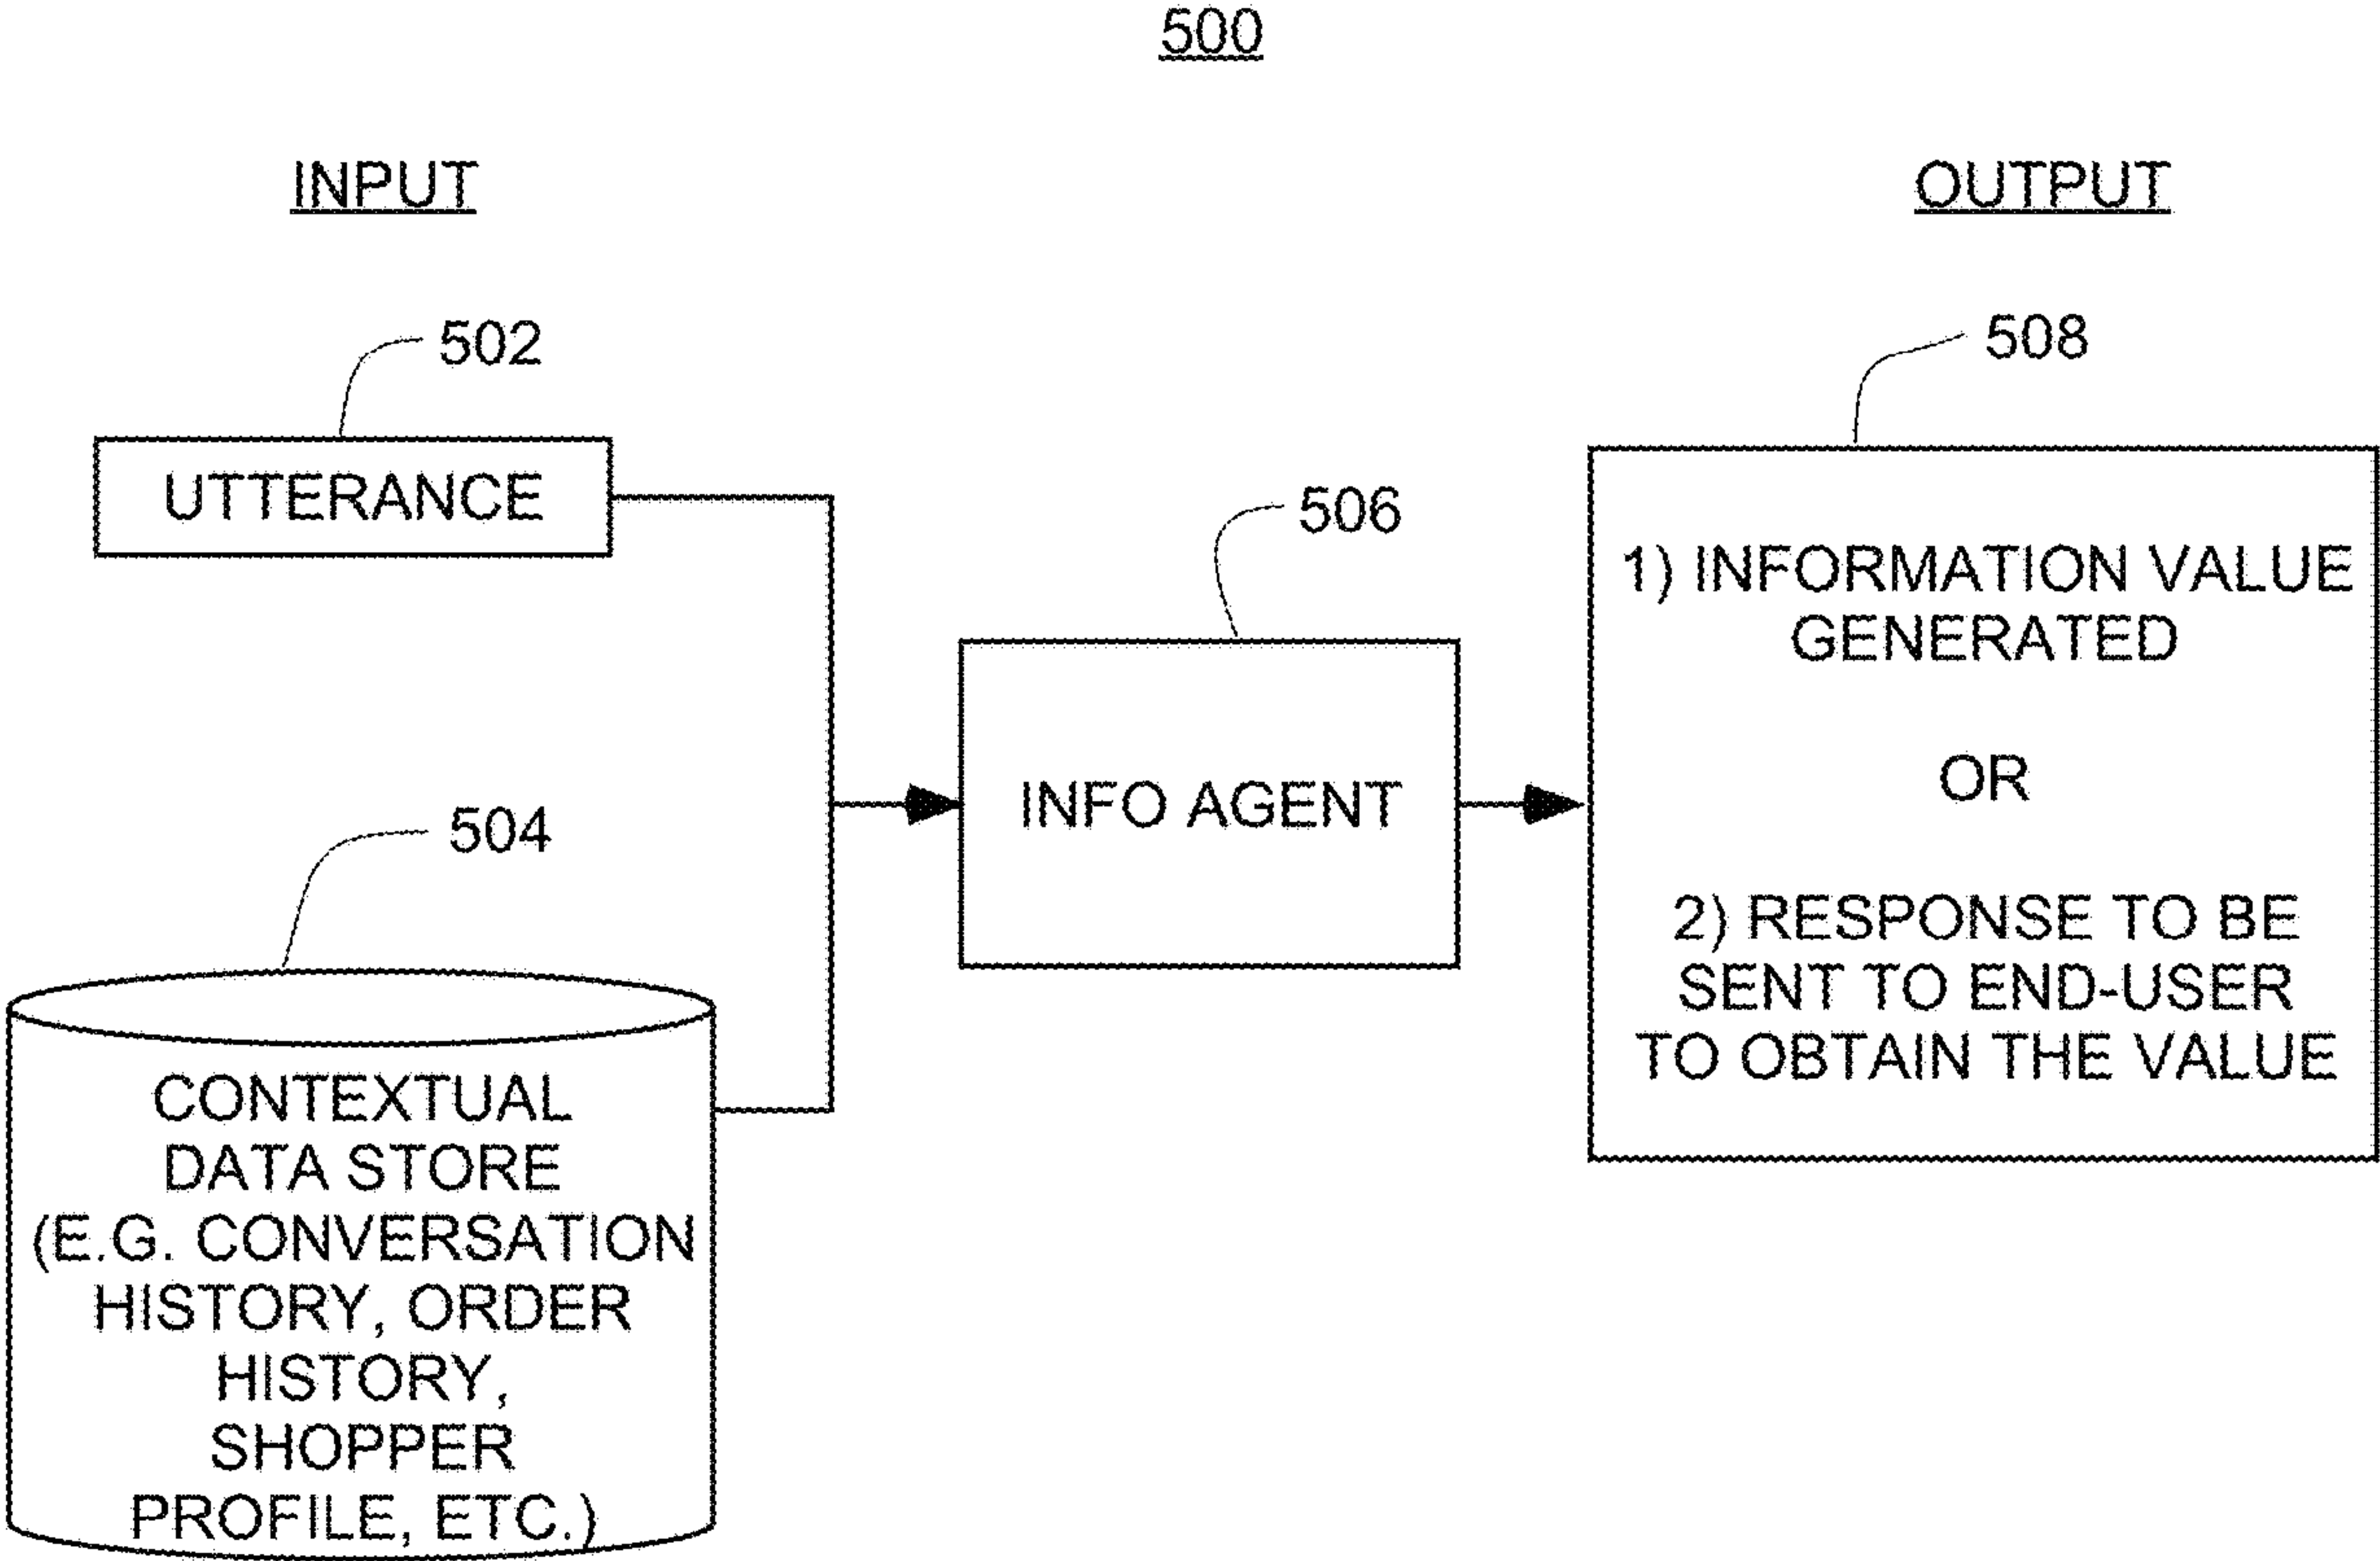 500
INPUT
OUTPUT
502
UTTERANCE
504
CONTEXTUAL
DATA STORE
(E.G. CONVERSATION
HISTORY, ORDER
HISTORY,
SHOPPER
PROFILE, ETC.)
506
INFO AGENT
508
1) INFORMATION VALUE
GENERATED
OR
2) RESPONSE TO BE
SENT TO END-USER
TO OBTAIN THE VALUE